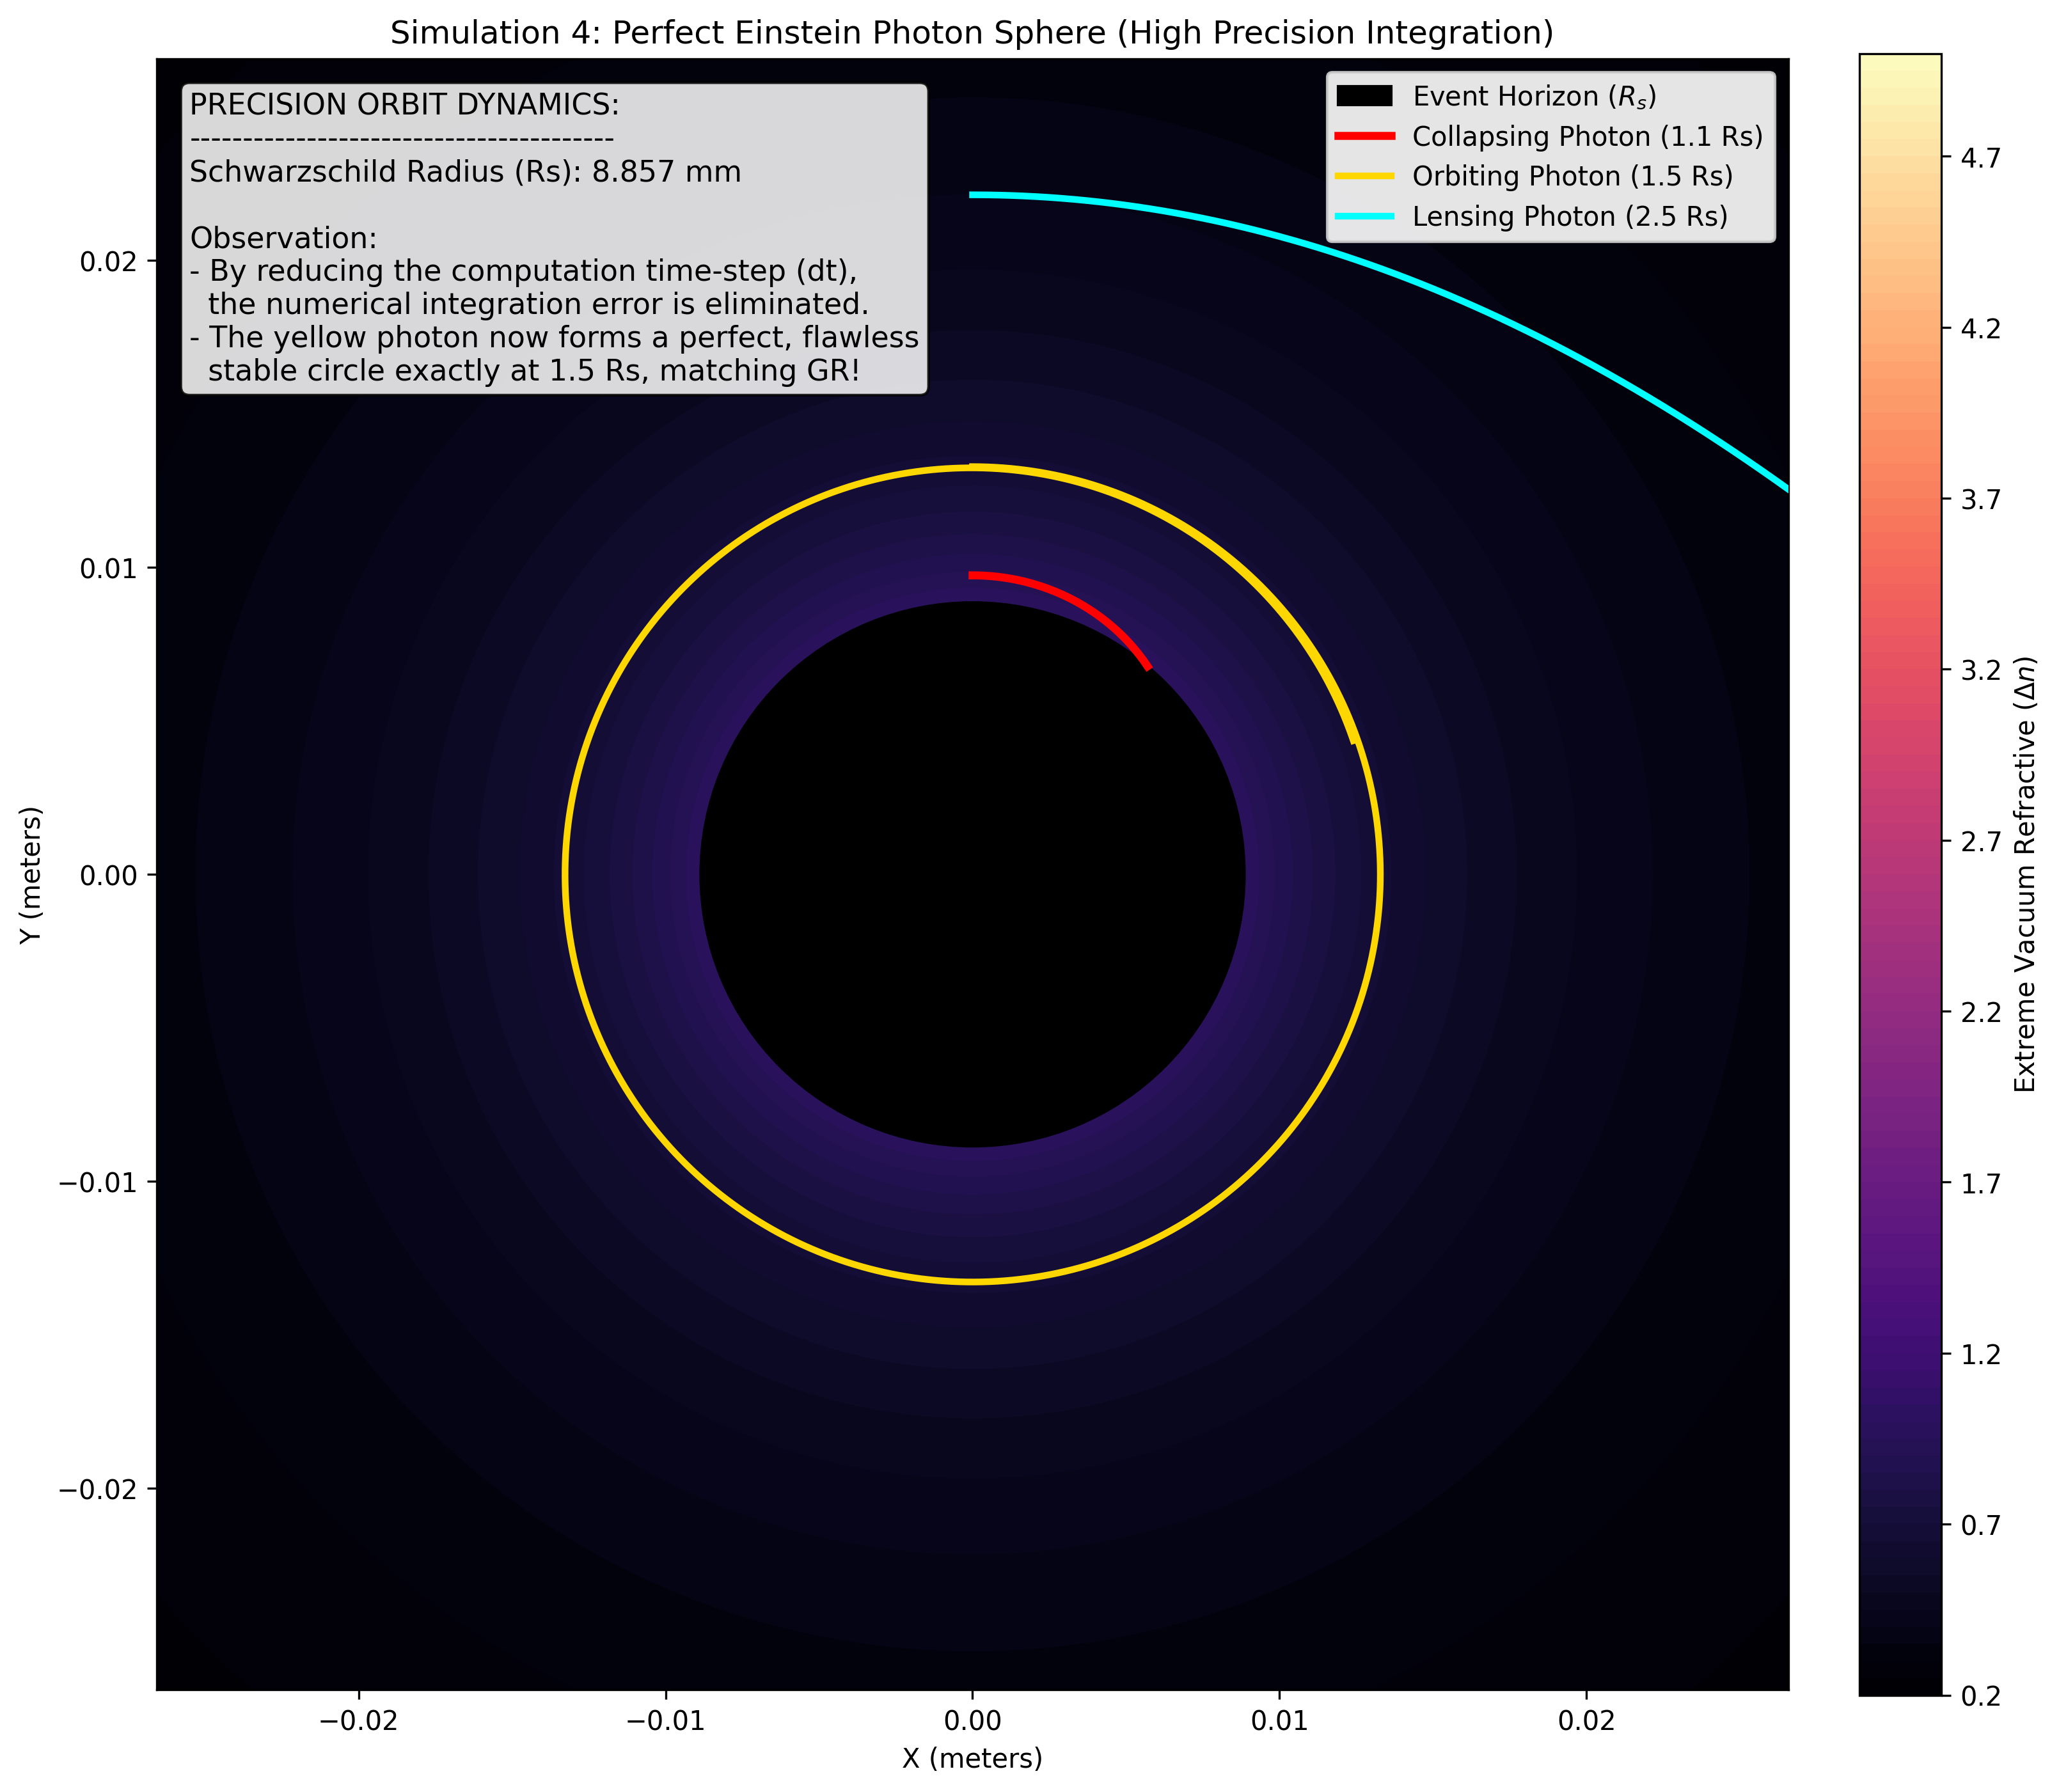 Simulation 4: Perfect Einstein Photon Sphere (High Precision Integration)
PRECISION ORBIT DYNAMICS:
----------------------------------------
Schwarzschild Radius (Rs): 8.857 mm
Observation:
- By reducing the computation time-step (dt),
the numerical integration error is eliminated.
- The yellow photon now forms a perfect, flawless
stable circle exactly at 1.5 Rs, matching GR!
Event Horizon (Rs)
Collapsing Photon (1.1 Rs)
Orbiting Photon (1.5 Rs)
Lensing Photon (2.5 Rs)
0.02
0.01
0.00
−0.01
−0.02
Y (meters)
−0.02
−0.01
0.00
0.01
0.02
X (meters)
4.7
4.2
3.7
3.2
2.7
2.2
1.7
1.2
0.7
0.2
Extreme Vacuum Refractive (Δn)